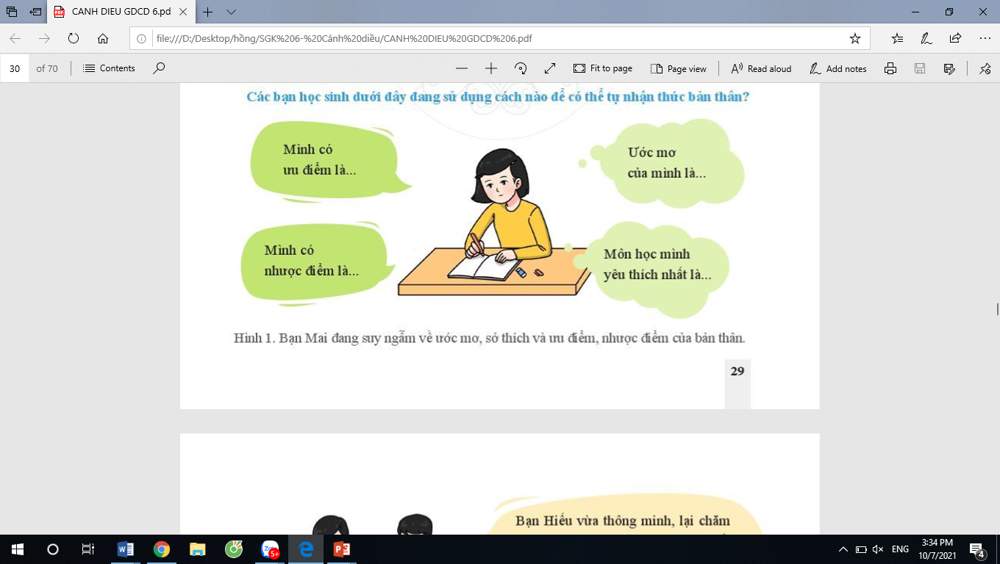 CANH DIEU GDCD 6.pd
file:///D:/Desktop/hồng/SGK%206-%20Cánh%20diều/CANH%20DIEU%20GDCD%206.pdf
30 of 70 Contents Fit to page Page view Read aloud Add notes
Các bạn học sinh dưới đây đang sử dụng cách nào để có thể tự nhận thức bản thân?
Mình có
ưu điểm là...
Ước mơ
của mình là...
Mình có
nhược điểm là...
Môn học mình
yêu thích nhất là...
Hình 1. Bạn Mai đang suy ngẫm về ước mơ, sở thích và ưu điểm, nhược điểm của bản thân.
29
Bạn Hiếu vừa thông minh, lại chăm
5+
ENG
3:34 PM
10/7/2021
4